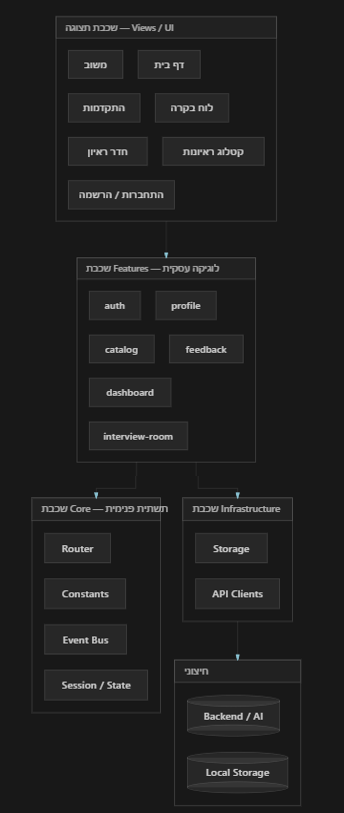 שכבת תצוגה — Views / UI
משוב
דף בית
התקדמות
לוח בקרה
חדר ראיון
קטלוג ראיונות
התחברות / הרשמה
שכבת Features — לוגיקה עסקית
auth
profile
catalog
feedback
dashboard
interview-room
שכבת Core — תשתית פנימית
Router
Constants
Event Bus
Session / State
שכבת Infrastructure
Storage
API Clients
חיצוני
Backend / AI
Local Storage